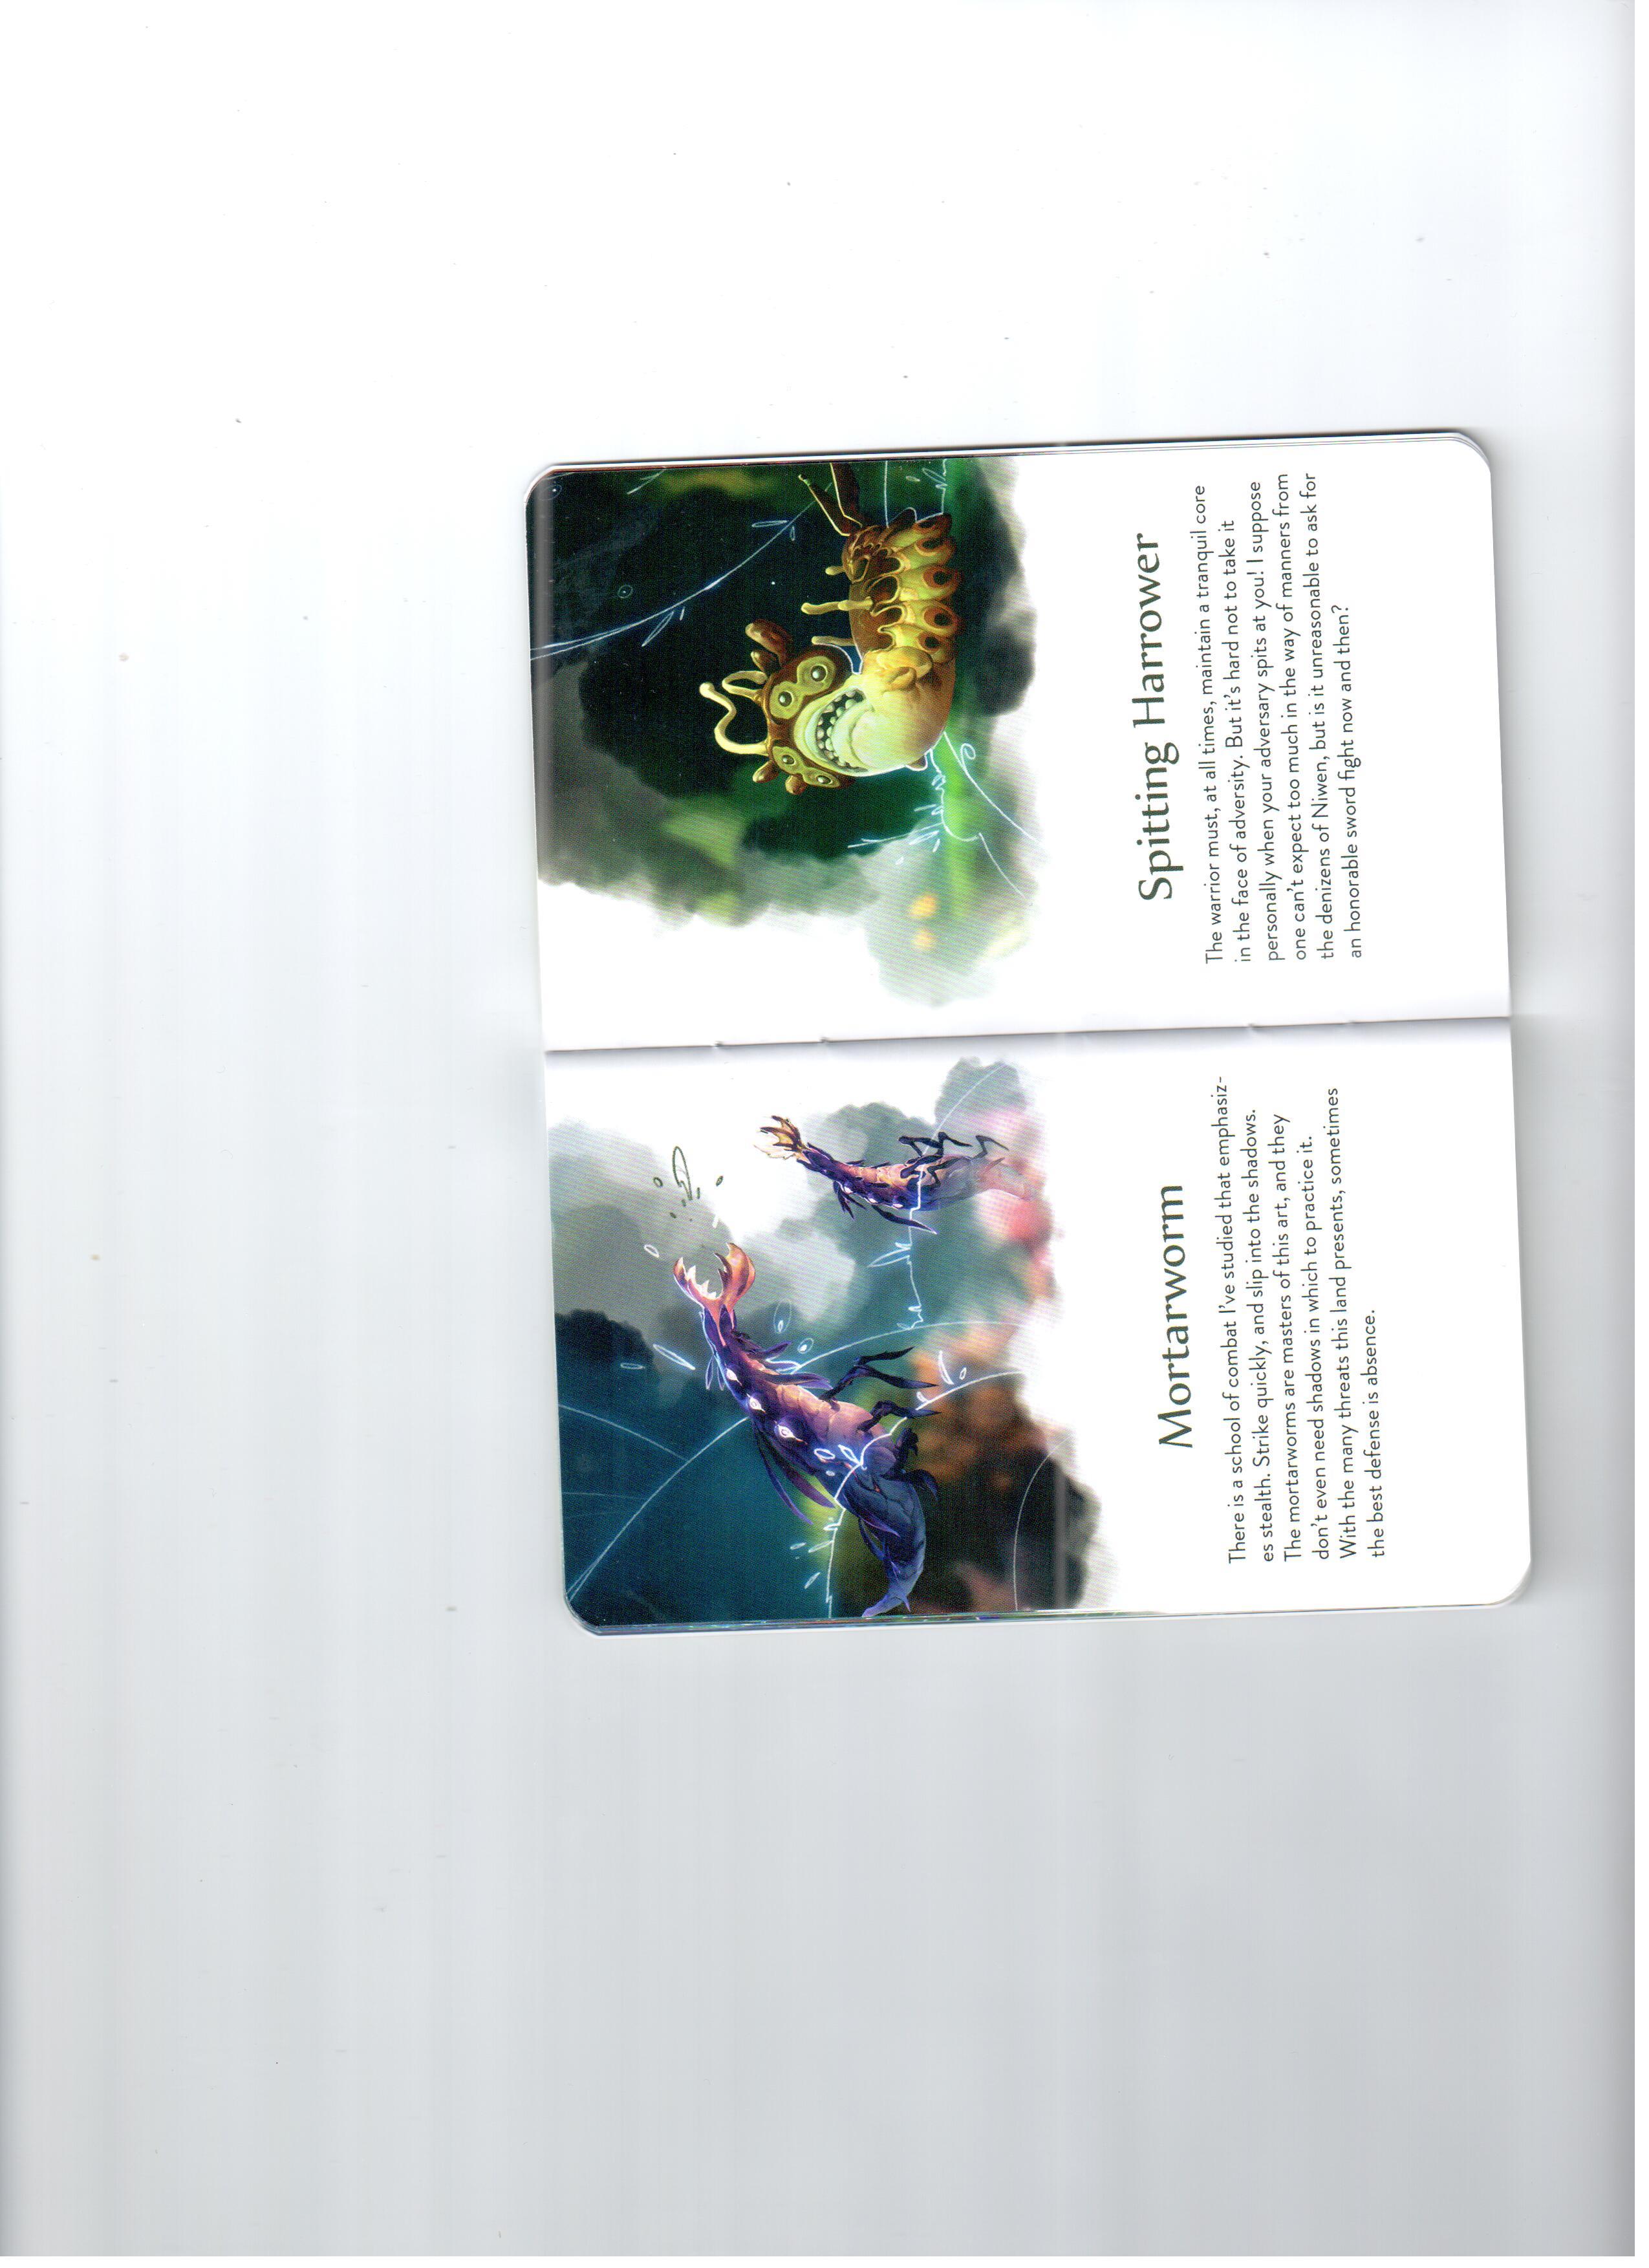 Mortarworm
There is a school of combat I've studied that emphasiz-
es stealth. Strike quickly, and slip into the shadows.
The mortarworms are masters of this art, and they
don't even need shadows in which to practice it.
With the many threats this land presents, sometimes
the best defense is absence.
Spitting Harrower
The warrior must, at all times, maintain a tranquil core
in the face of adversity. But it's hard not to take it
personally when your adversary spits at you! I suppose
one can't expect too much in the way of manners from
the denizens of Niwen, but is it unreasonable to ask for
an honorable sword fight now and then?